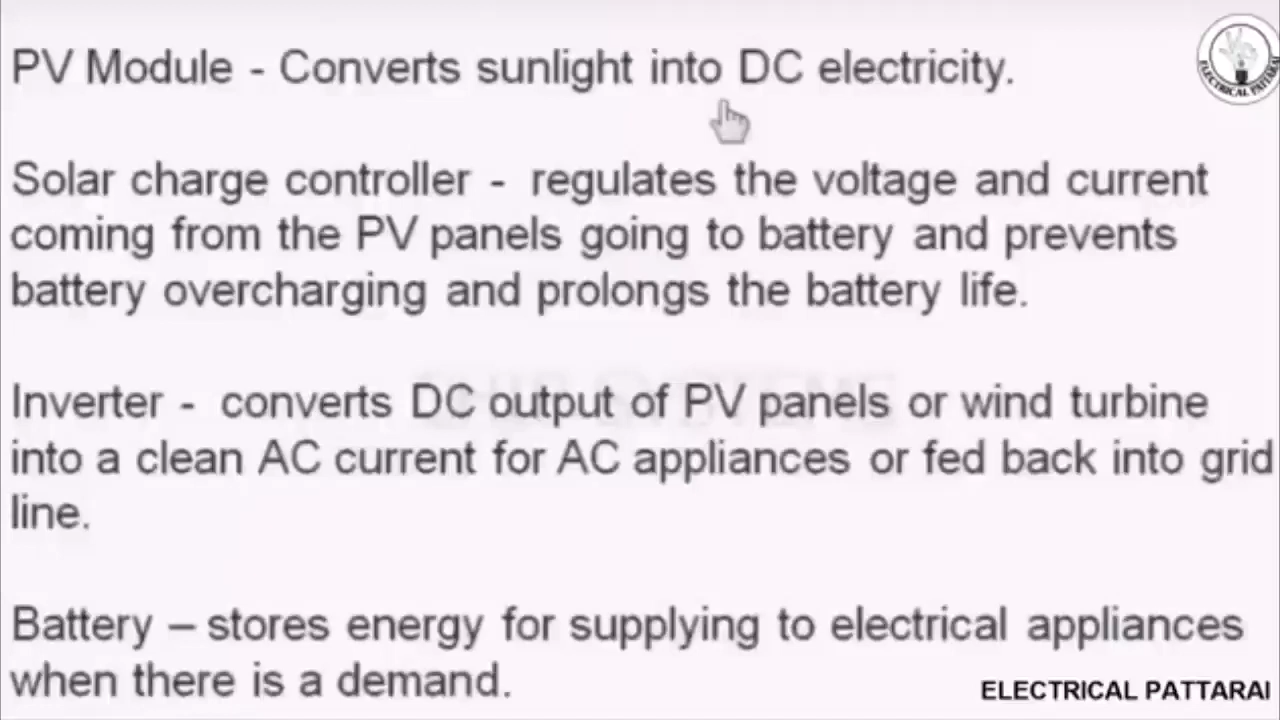 PV Module - Converts sunlight into DC electricity.
Solar charge controller - regulates the voltage and current
coming from the PV panels going to battery and prevents
battery overcharging and prolongs the battery life.
Inverter - converts DC output of PV panels or wind turbine
into a clean AC current for AC appliances or fed back into grid
line.
Battery – stores energy for supplying to electrical appliances
when there is a demand.
ELECTRICAL PATTARAI
ELECTRICAL PATTARAI